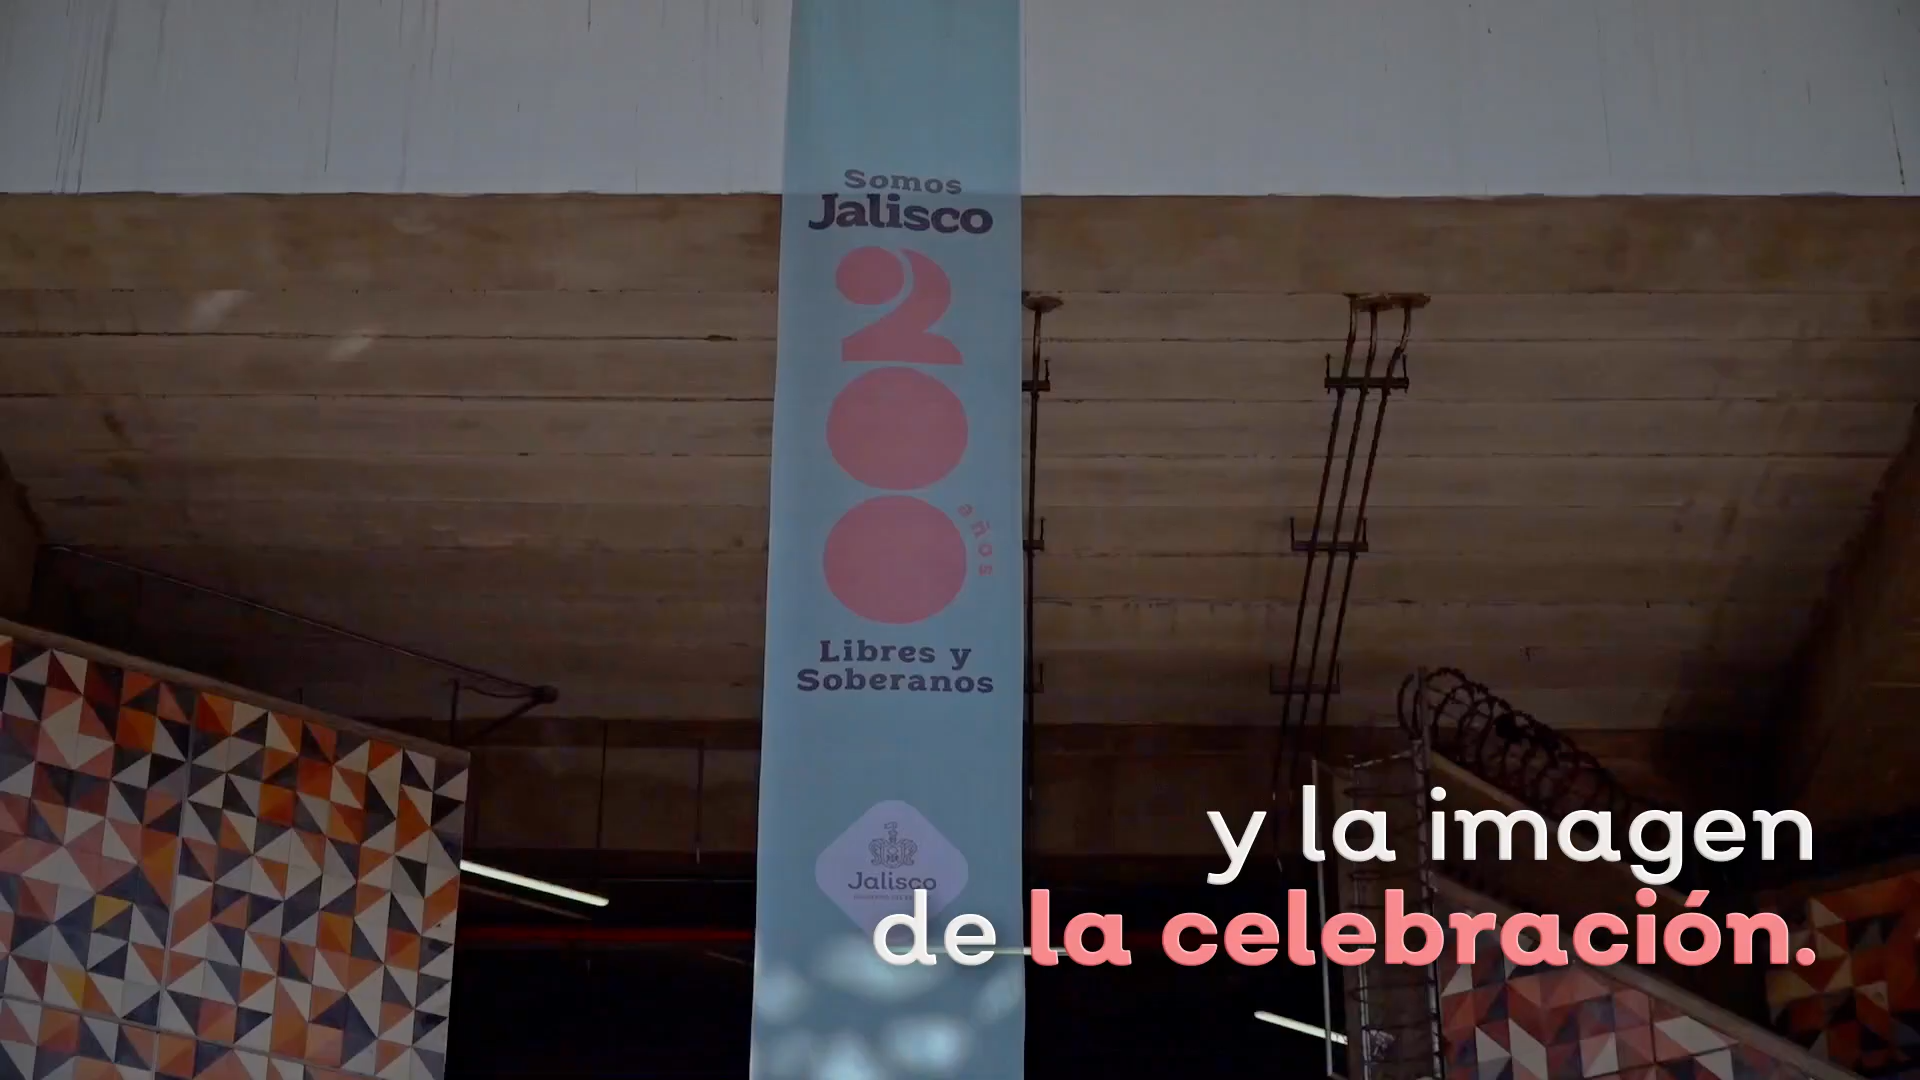 Somos
Jalisco
200
años
Libres y
Soberanos
Jalisco
y la imagen
de la celebración.